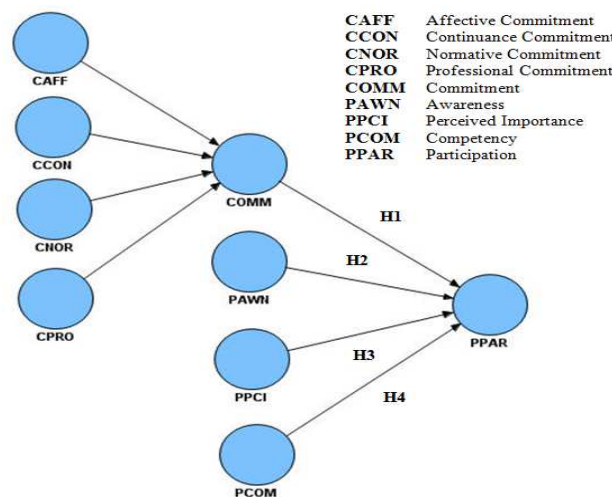 CAFF Affective Commitment
CCON Continuance Commitment
CNOR Normative Commitment
CPRO Professional Commitment
COMM Commitment
PAWN Awareness
PPCI Perceived Importance
PCOM Competency
PPAR Participation
CAFF
CCON
COMM
H1
CNOR
H2
PAWN
CPRO
PPAR
H3
PPCI
H4
PCOM